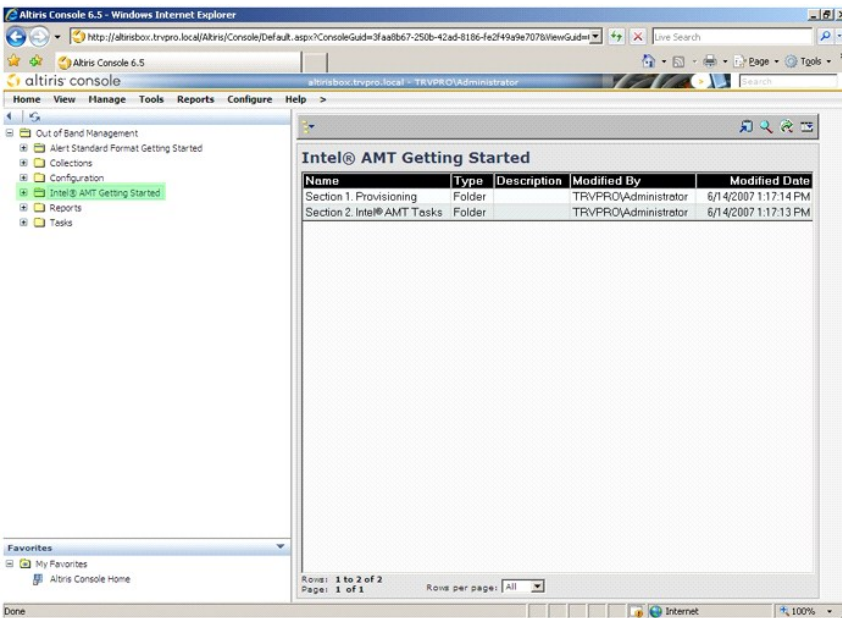 Altiris Console 6.5 - Windows Internet Explorer
http://altirisbox.trvpro.local/Altiris/Console/Default.aspx?ConsoleGuid=3faa8b67-250b-42ad-8186-fe2f49a9e707&ViewGuid=
Live Search
Altiris Console 6.5
Page
Tools
altiris console
altirisbox.trvpro.local - TRVPRO\Administrator
Search
Home View Manage Tools Reports Configure Help >
Out of Band Management
Alert Standard Format Getting Started
Collections
Configuration
Intel® AMT Getting Started
Reports
Tasks
Intel® AMT Getting Started
Name Type Description Modified By Modified Date
Section 1. Provisioning Folder TRVPRO\Administrator 6/14/2007 1:17:14 PM
Section 2. Intel® AMT Tasks Folder TRVPRO\Administrator 6/14/2007 1:17:13 PM
Favorites
My Favorites
Altiris Console Home
Rows: 1 to 2 of 2
Page: 1 of 1
Rows per page: All
Done
Internet
100%